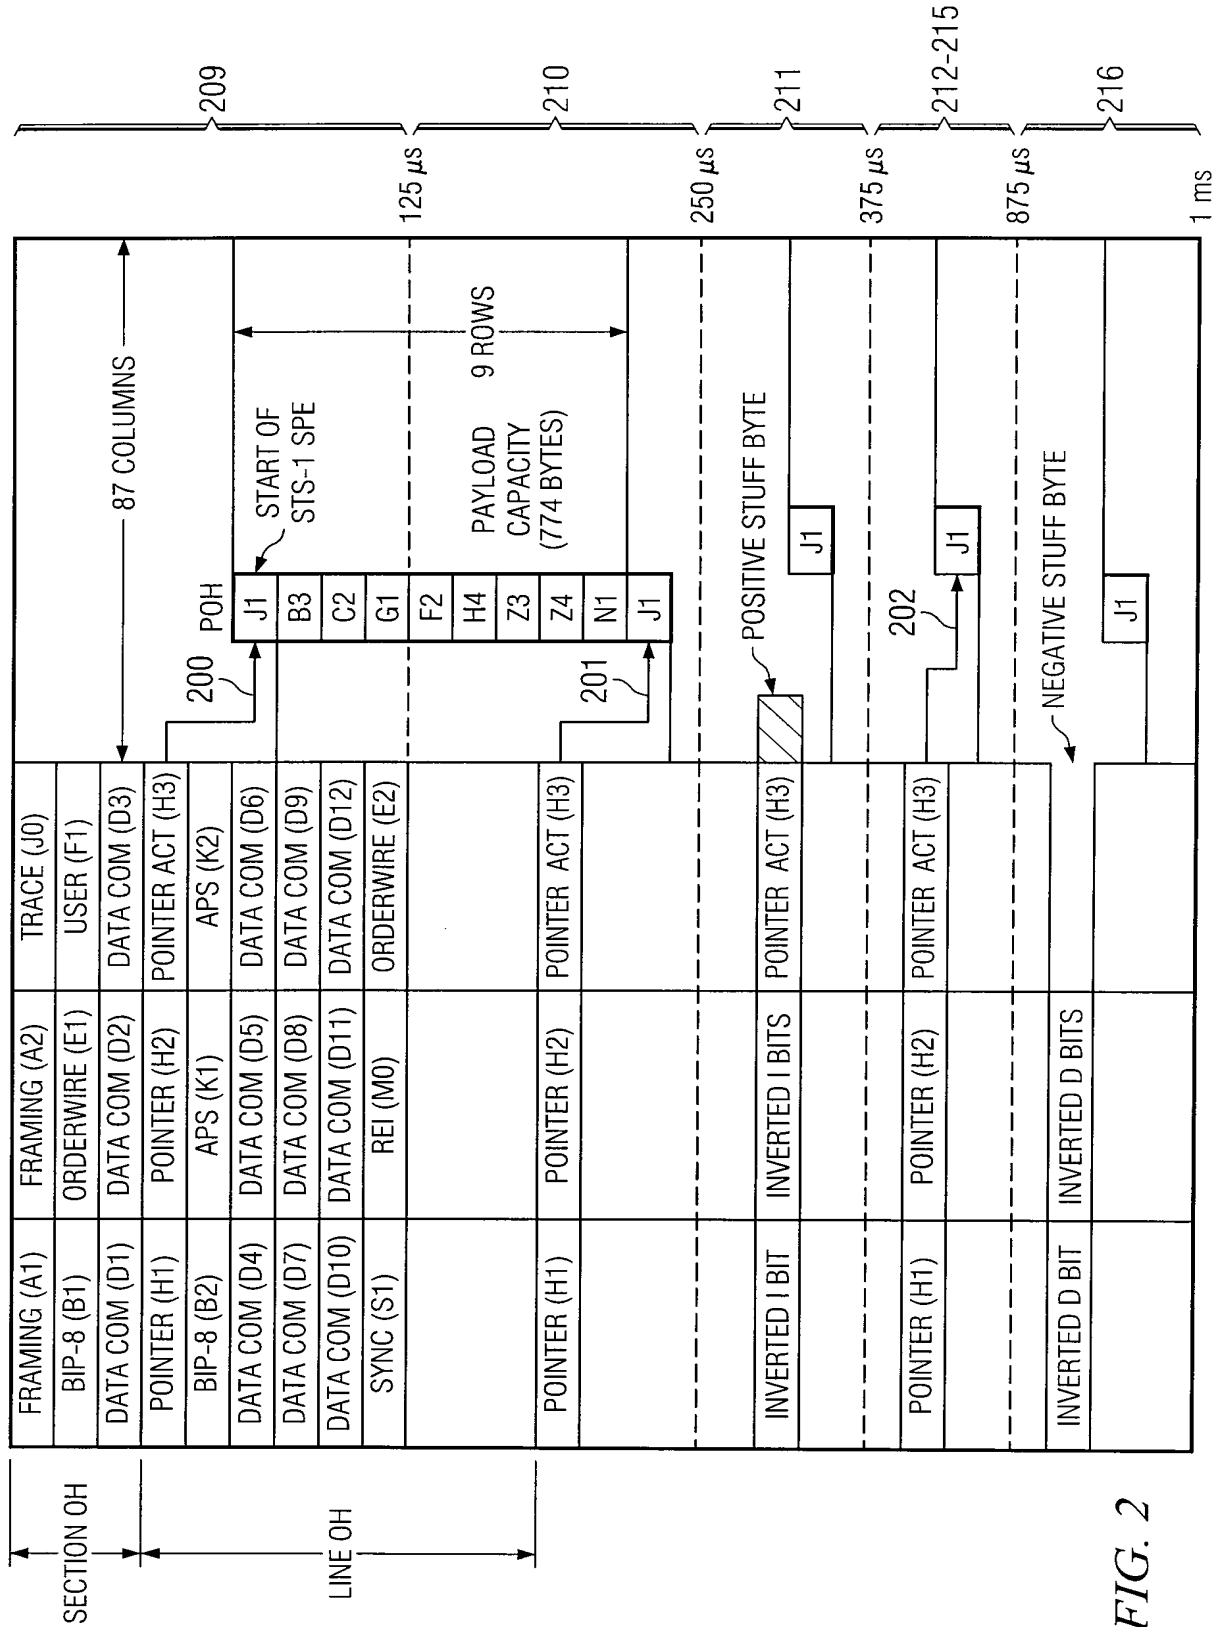 SECTION OH
LINE OH
FRAMING (A1) FRAMING (A2) TRACE (J0)
BIP-8 (B1) ORDERWIRE (E1) USER (F1)
DATA COM (D1) DATA COM (D2) DATA COM (D3)
POINTER (H1) POINTER (H2) POINTER ACT (H3)
BIP-8 (B2) APS (K1) APS (K2)
DATA COM (D4) DATA COM (D5) DATA COM (D6)
DATA COM (D7) DATA COM (D8) DATA COM (D9)
DATA COM (D10) DATA COM (D11) DATA COM (D12)
SYNC (S1) REI (M0) ORDERWIRE (E2)
POINTER (H1) POINTER (H2) POINTER ACT (H3)
INVERTED I BIT INVERTED I BITS POINTER ACT (H3)
POINTER (H1) POINTER (H2) POINTER ACT (H3)
INVERTED D BIT INVERTED D BITS
87 COLUMNS
POH
200
J1
B3
C2
G1
F2
H4
Z3
Z4
N1
J1
START OF
STS-1 SPE
9 ROWS
PAYLOAD
CAPACITY
(774 BYTES)
201
POSITIVE STUFF BYTE
J1
202
J1
NEGATIVE STUFF BYTE
J1
209
125 µs
210
250 µs
211
375 µs
212-215
875 µs
216
1 ms
FIG. 2